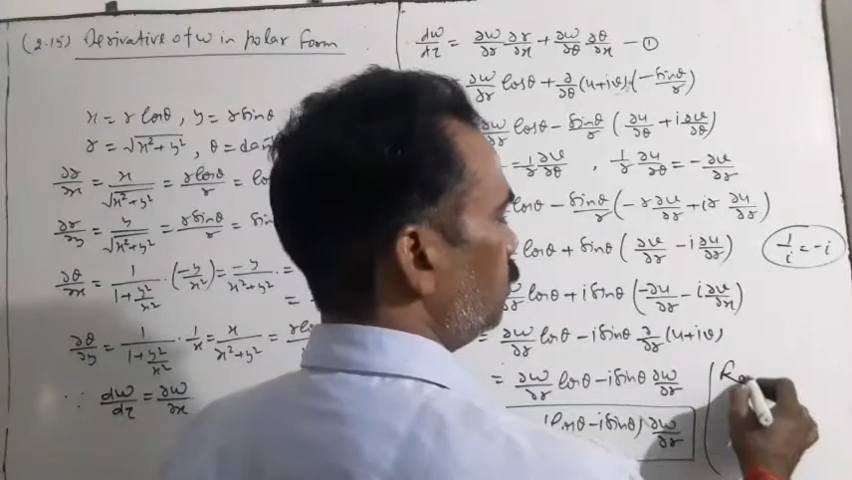 (2.15) Derivative of w in polar form
x = r cosθ, y = r sinθ
r = √(x²+y²), θ = tan
∂r/∂x = x/√(x²+y²) = r cosθ/r =
∂r/∂y = y/√(x²+y²) = r sinθ/r = sin
∂θ/∂x = 1/(1+y²/x²) · (-y/x²) = -y/(x²+y²) =
=
∂θ/∂y = 1/(1+y²/x²) · 1/x = x/(x²+y²) =
∵ dw/dz = ∂w/∂x
dw/dz = ∂w/∂r ∂r/∂x + ∂w/∂θ ∂θ/∂x — ①
∂w/∂r cosθ + ∂/∂θ (u+iv) (-sinθ/r)
∂w/∂r cosθ - sinθ/r (∂u/∂θ + i∂v/∂θ)
= 1/r ∂v/∂θ , 1/r ∂u/∂θ = -∂v/∂r
cosθ - sinθ/r (-r ∂v/∂r + ir ∂u/∂r)
cosθ + sinθ (∂v/∂r - i∂u/∂r)
1/i = -i
cosθ + i sinθ (-∂u/∂r - i∂v/∂x)
= ∂w/∂r cosθ - i sinθ ∂/∂r (u+iv)
= ∂w/∂r cosθ - i sinθ ∂w/∂r
(cosθ - i sinθ) ∂w/∂r